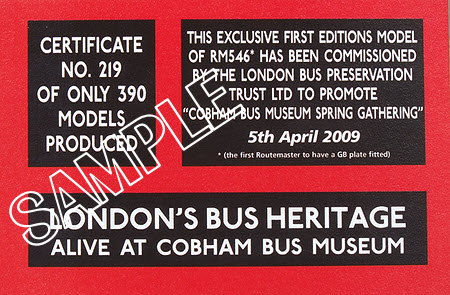 CERTIFICATE
NO. 219
OF ONLY 390
MODELS
PRODUCED
THIS EXCLUSIVE FIRST EDITIONS MODEL
OF RM546* HAS BEEN COMMISSIONED
BY THE LONDON BUS PRESERVATION
TRUST LTD TO PROMOTE
“COBHAM BUS MUSEUM SPRING GATHERING”
5th April 2009
* (the first Routemaster to have a GB plate fitted)
SAMPLE
LONDON'S BUS HERITAGE
ALIVE AT COBHAM BUS MUSEUM